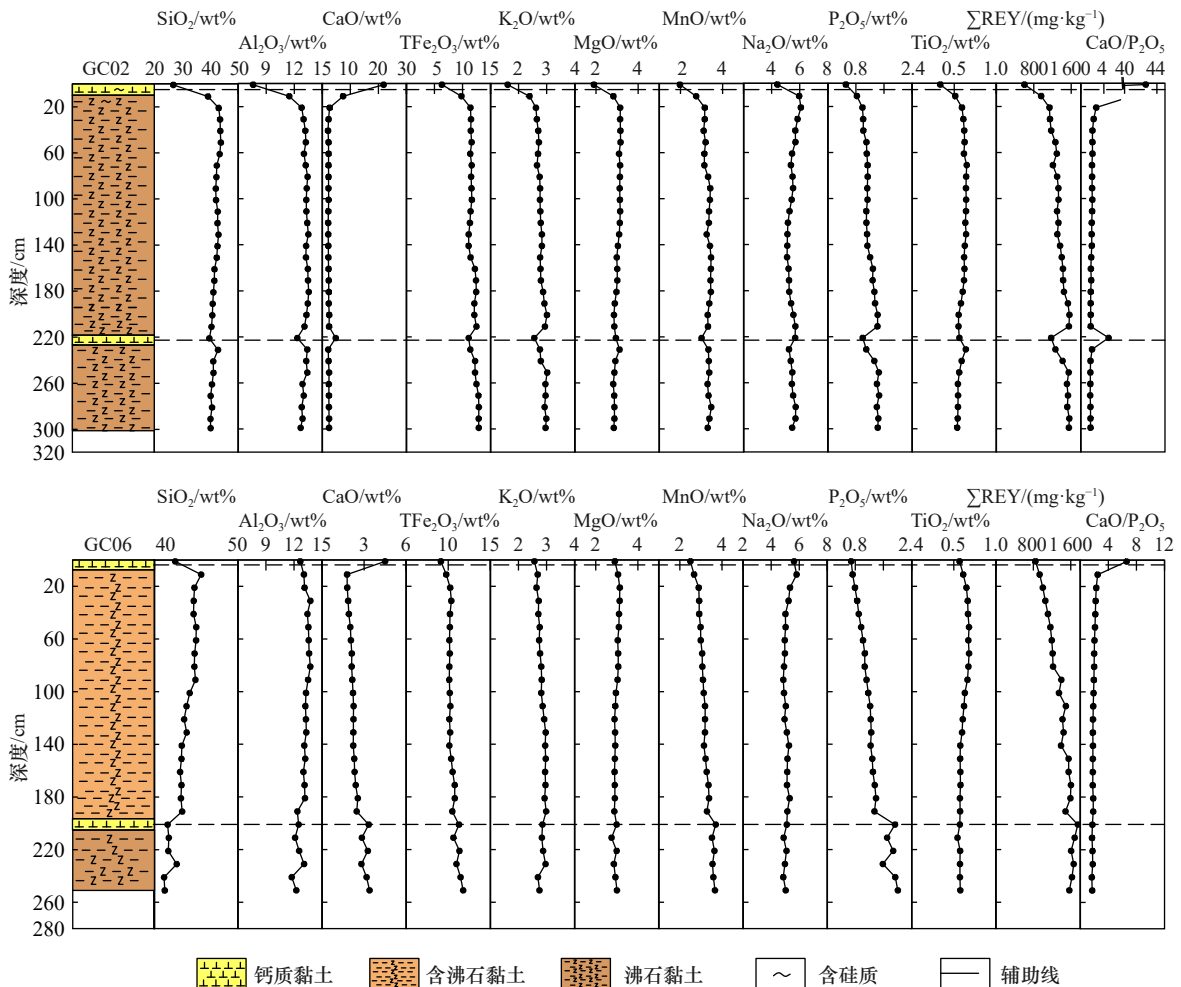 SiO₂/wt% CaO/wt% K₂O/wt% MnO/wt% P₂O₅/wt% ∑REY/(mg·kg⁻¹)
Al₂O₃/wt% TFe₂O₃/wt% MgO/wt% Na₂O/wt% TiO₂/wt% CaO/P₂O₅
GC02 20 30 40 50 9 12 15 10 20 30 5 10 15 2 3 4 2 3 4 2 4 2 4 6 8 0.8 2.4 0.5 1.0 800 1 600 4 40 44
20
60
100
140
180
220
260
300
320
深度/cm
SiO₂/wt% CaO/wt% K₂O/wt% MnO/wt% P₂O₅/wt% ∑REY/(mg·kg⁻¹)
Al₂O₃/wt% TFe₂O₃/wt% MgO/wt% Na₂O/wt% TiO₂/wt% CaO/P₂O₅
GC06 40 50 9 12 15 3 6 10 15 2 3 4 2 3 4 2 4 2 4 6 8 0.8 2.4 0.5 1.0 800 1 600 4 8 12
20
60
100
140
180
220
260
280
深度/cm
钙质黏土 含沸石黏土 沸石黏土 含硅质 辅助线